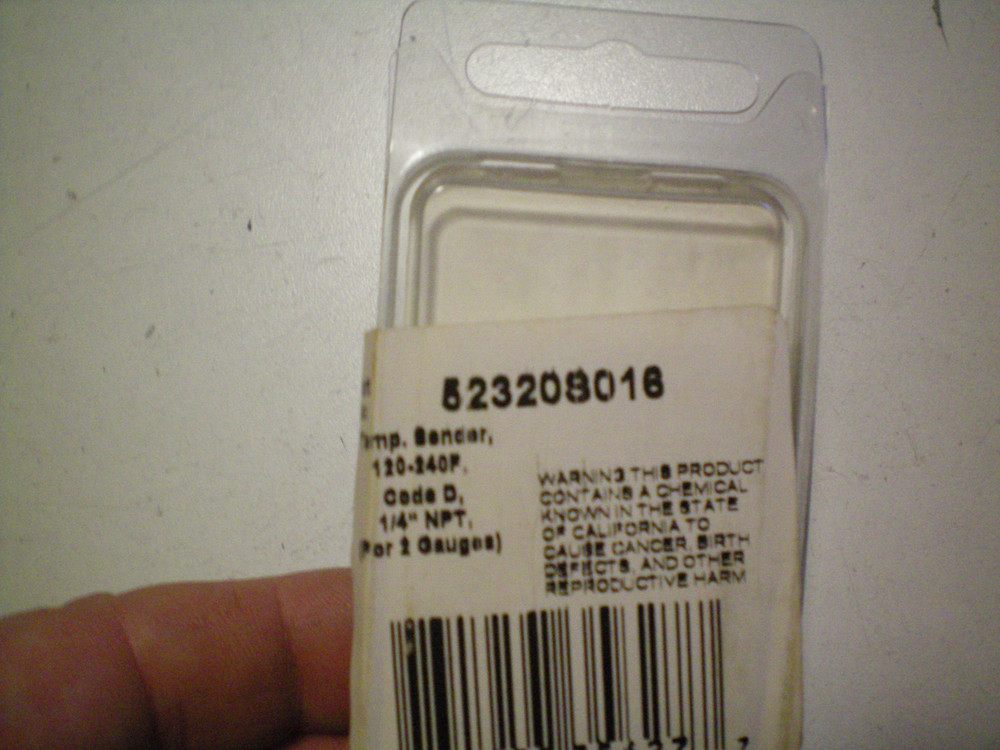 523208016
Temp. Sender,
120-240F,
Code D,
1/4" NPT,
(For 2 Gauges)
WARNING THIS PRODUCT
CONTAINS A CHEMICAL
KNOWN IN THE STATE
OF CALIFORNIA TO
CAUSE CANCER, BIRTH
DEFECTS, AND OTHER
REPRODUCTIVE HARM